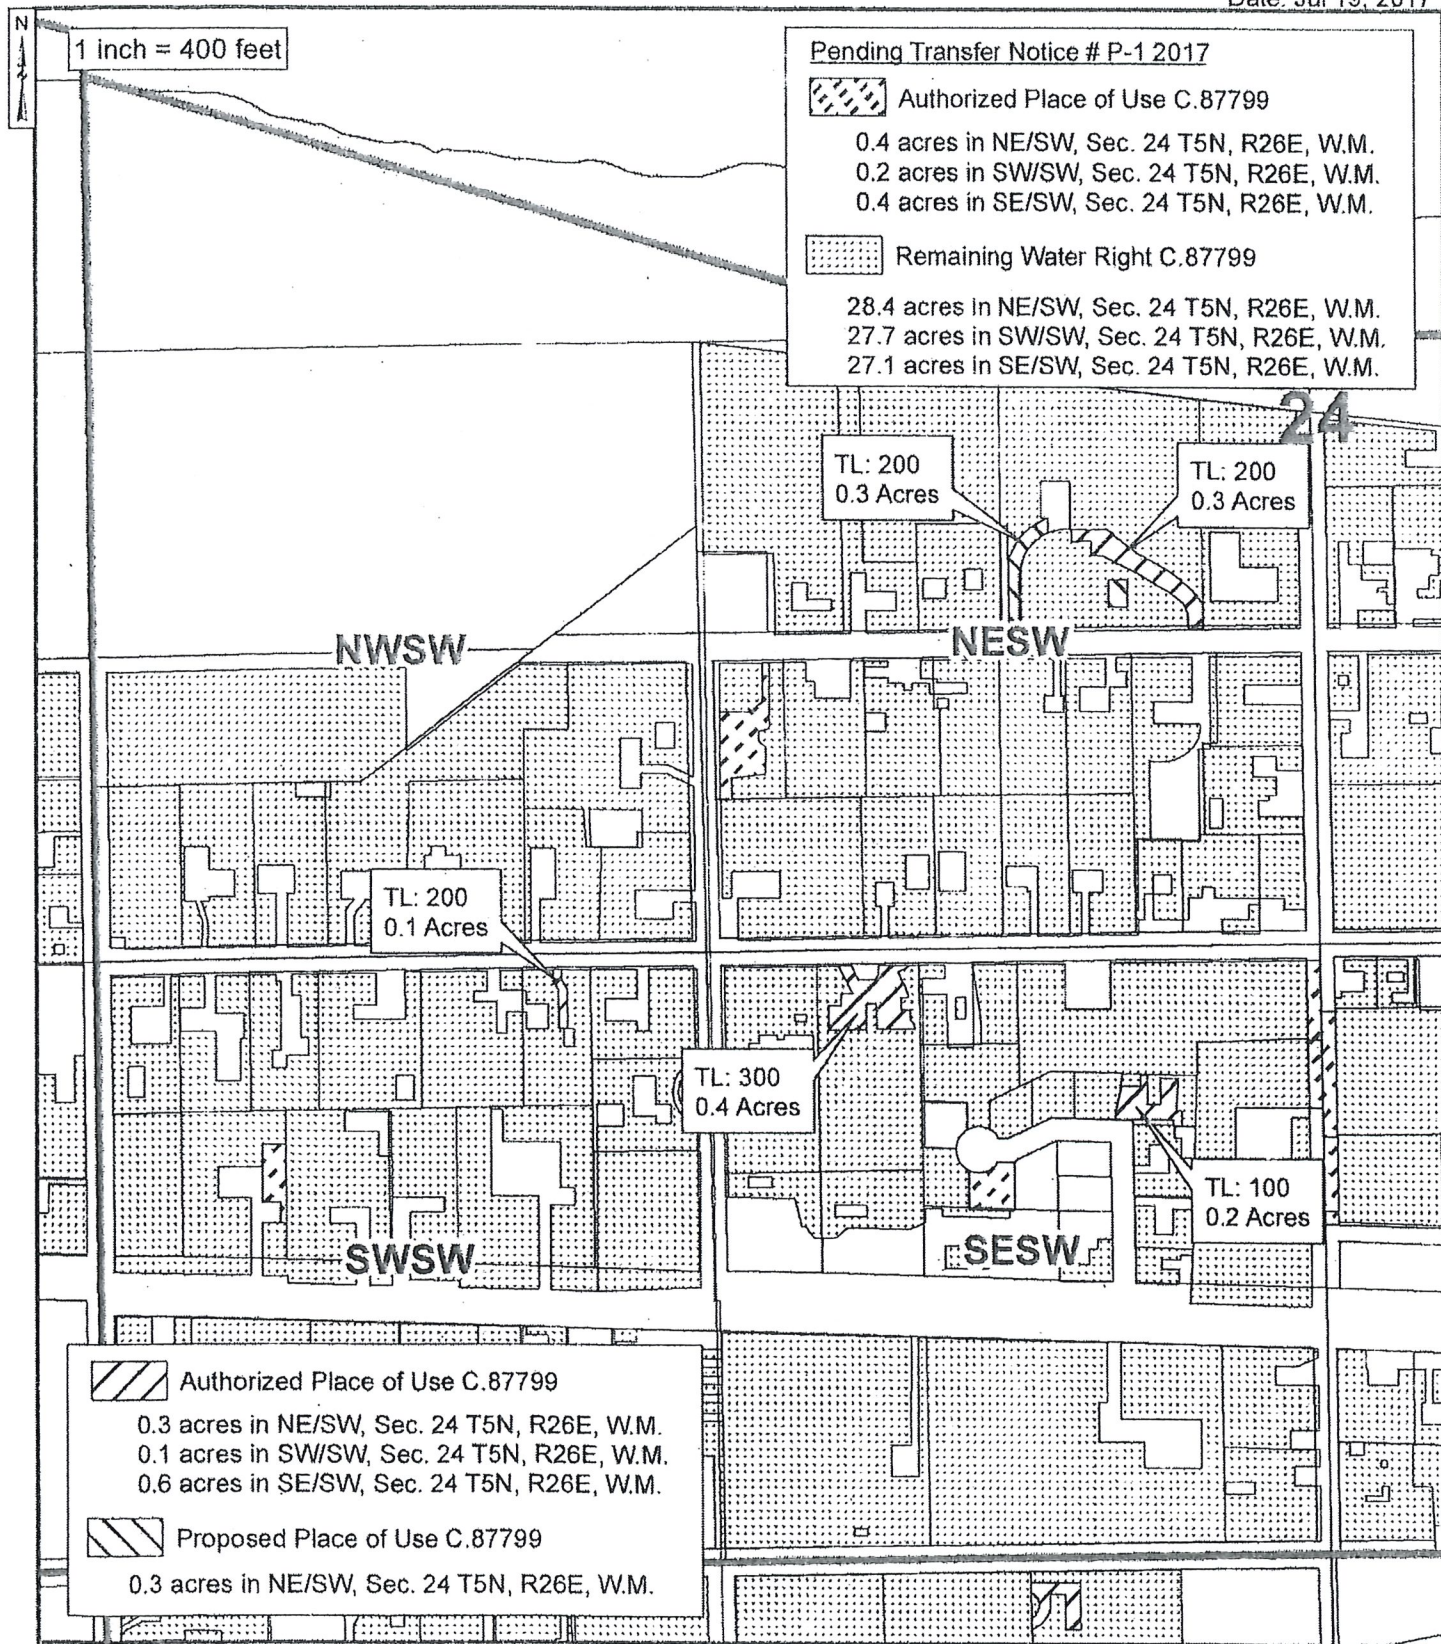 Date: Jul 19, 2017
N
1 inch = 400 feet
Pending Transfer Notice # P-1 2017
Authorized Place of Use C.87799
0.4 acres in NE/SW, Sec. 24 T5N, R26E, W.M.
0.2 acres in SW/SW, Sec. 24 T5N, R26E, W.M.
0.4 acres in SE/SW, Sec. 24 T5N, R26E, W.M.
Remaining Water Right C.87799
28.4 acres in NE/SW, Sec. 24 T5N, R26E, W.M.
27.7 acres in SW/SW, Sec. 24 T5N, R26E, W.M.
27.1 acres in SE/SW, Sec. 24 T5N, R26E, W.M.
24
TL: 200
0.3 Acres
TL: 200
0.3 Acres
NWSW
NESW
TL: 200
0.1 Acres
TL: 300
0.4 Acres
TL: 100
0.2 Acres
SWSW
SESW
Authorized Place of Use C.87799
0.3 acres in NE/SW, Sec. 24 T5N, R26E, W.M.
0.1 acres in SW/SW, Sec. 24 T5N, R26E, W.M.
0.6 acres in SE/SW, Sec. 24 T5N, R26E, W.M.
Proposed Place of Use C.87799
0.3 acres in NE/SW, Sec. 24 T5N, R26E, W.M.